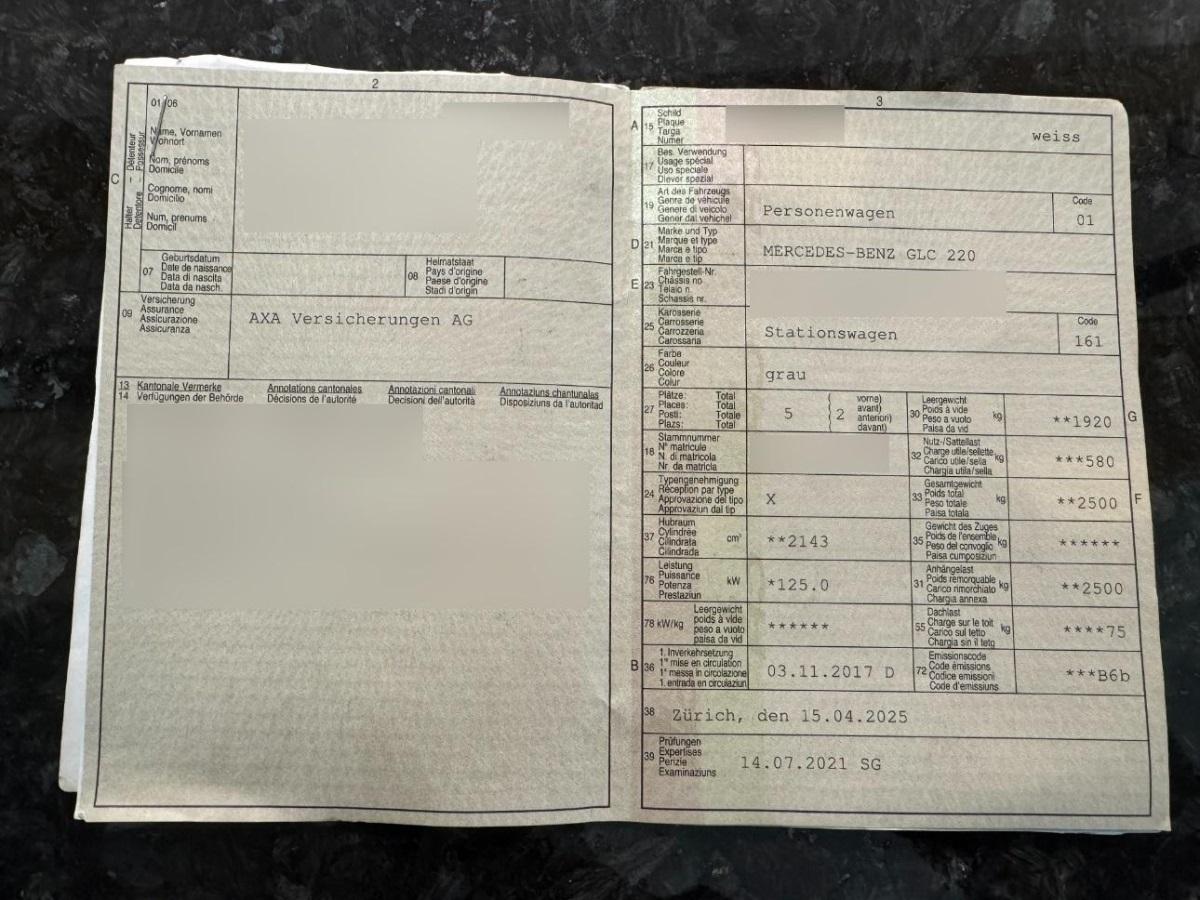 2
01/06
Halter – Détenteur
Detentore – Possessur
C
Name, Vornamen
Wohnort
Nom, prénoms
Domicile
Cognome, nomi
Domicilio
Num, prenums
Domicil
07
Geburtsdatum
Date de naissance
Data di nascita
Data da nasch.
08
Heimatstaat
Pays d'origine
Paese d'origine
Stadi d'origin
09
Versicherung
Assurance
Assicurazione
Assicuranza
AXA Versicherungen AG
13 Kantonale Vermerke Annotations cantonales Annotazioni cantonali Annotaziuns chantunalas
14 Verfügungen der Behörde Décisions de l'autorité Decisioni dell'autorità Disposiziuns da l'autoritad
3
A 15
Schild
Plaque
Targa
Numer
weiss
17
Bes. Verwendung
Usage spécial
Uso speciale
Diever spezial
19
Art des Fahrzeugs
Genre de véhicule
Genere di veicolo
Gener dal vehichel
Personenwagen
Code
01
D 21
Marke und Typ
Marque et type
Marca e tipo
Marca e tip
MERCEDES-BENZ GLC 220
E 23
Fahrgestell-Nr.
Châssis no
Telaio n.
Schassis nr.
25
Karosserie
Carrosserie
Carrozzeria
Carossaria
Stationswagen
Code
161
26
Farbe
Couleur
Colore
Colur
grau
27
Plätze: Total
Places: Total
Posti: Totale
Plazs: Total
5 ( 2
vorne)
avant)
anteriori)
davant)
30
Leergewicht
Poids à vide
Peso a vuoto
Paisa da vid
kg
**1920
G
18
Stammnummer
N° matricule
N. di matricola
Nr. da matricla
32
Nutz-/Sattellast
Charge utile/sellette
Carico utile/sella
Chargia utila/sella
kg
***580
24
Typengenehmigung
Réception par type
Approvazione del tipo
Approvaziun dal tip
X
33
Gesamtgewicht
Poids total
Peso totale
Paisa totala
kg
**2500
F
37
Hubraum
Cylindrée
Cilindrata
Cilindrada
cm³
**2143
35
Gewicht des Zuges
Poids de l'ensemble
Peso del convoglio
Paisa cumposiziun
kg
******
76
Leistung
Puissance
Potenza
Prestaziun
kW
*125.0
31
Anhängelast
Poids remorquable
Carico rimorchiato
Chargia annexa
kg
**2500
78 kW/kg
Leergewicht
poids à vide
peso a vuoto
paisa da vid
******
55
Dachlast
Charge sur le toit
Carico sul tetto
Chargia sin il tetg
kg
****75
B 36
1. Inverkehrsetzung
1re mise en circulation
1a messa in circolazione
1. entrada en circulaziun
03.11.2017 D
72
Emissionscode
Code émissions
Codice emissioni
Code d'emissiuns
***B6b
38
Zürich, den 15.04.2025
39
Prüfungen
Expertises
Perizie
Examinaziuns
14.07.2021 SG